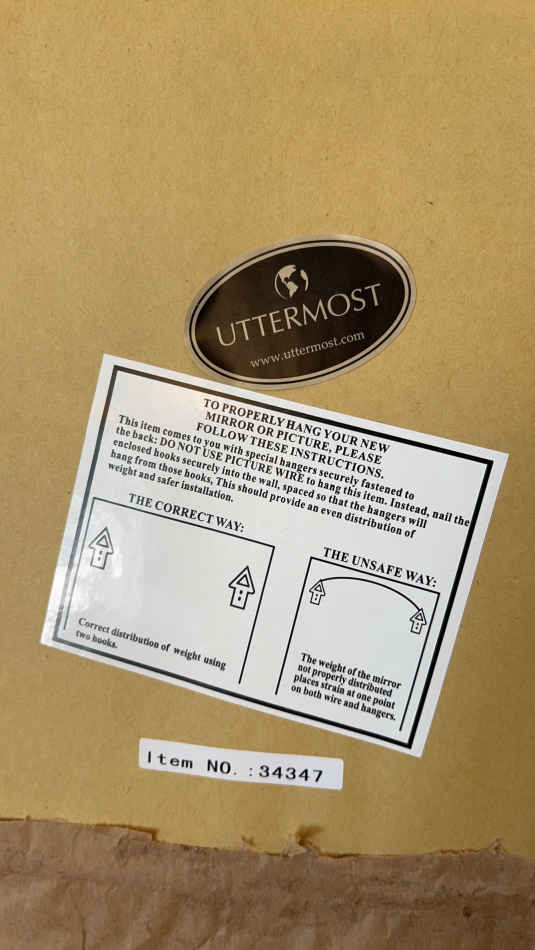 UTTERMOST
www.uttermost.com
TO PROPERLY HANG YOUR NEW
MIRROR OR PICTURE, PLEASE
FOLLOW THESE INSTRUCTIONS.
This item comes to you with special hangers securely fastened to
the back: DO NOT USE PICTURE WIRE to hang this item. Instead, nail the
enclosed hooks securely into the wall, spaced so that the hangers will
hang from those hooks, This should provide an even distribution of
weight and safer installation.
THE CORRECT WAY:
Correct distribution of weight using
two hooks.
THE UNSAFE WAY:
The weight of the mirror
not properly distributed
places strain at one point
on both wire and hangers.
Item NO.:34347